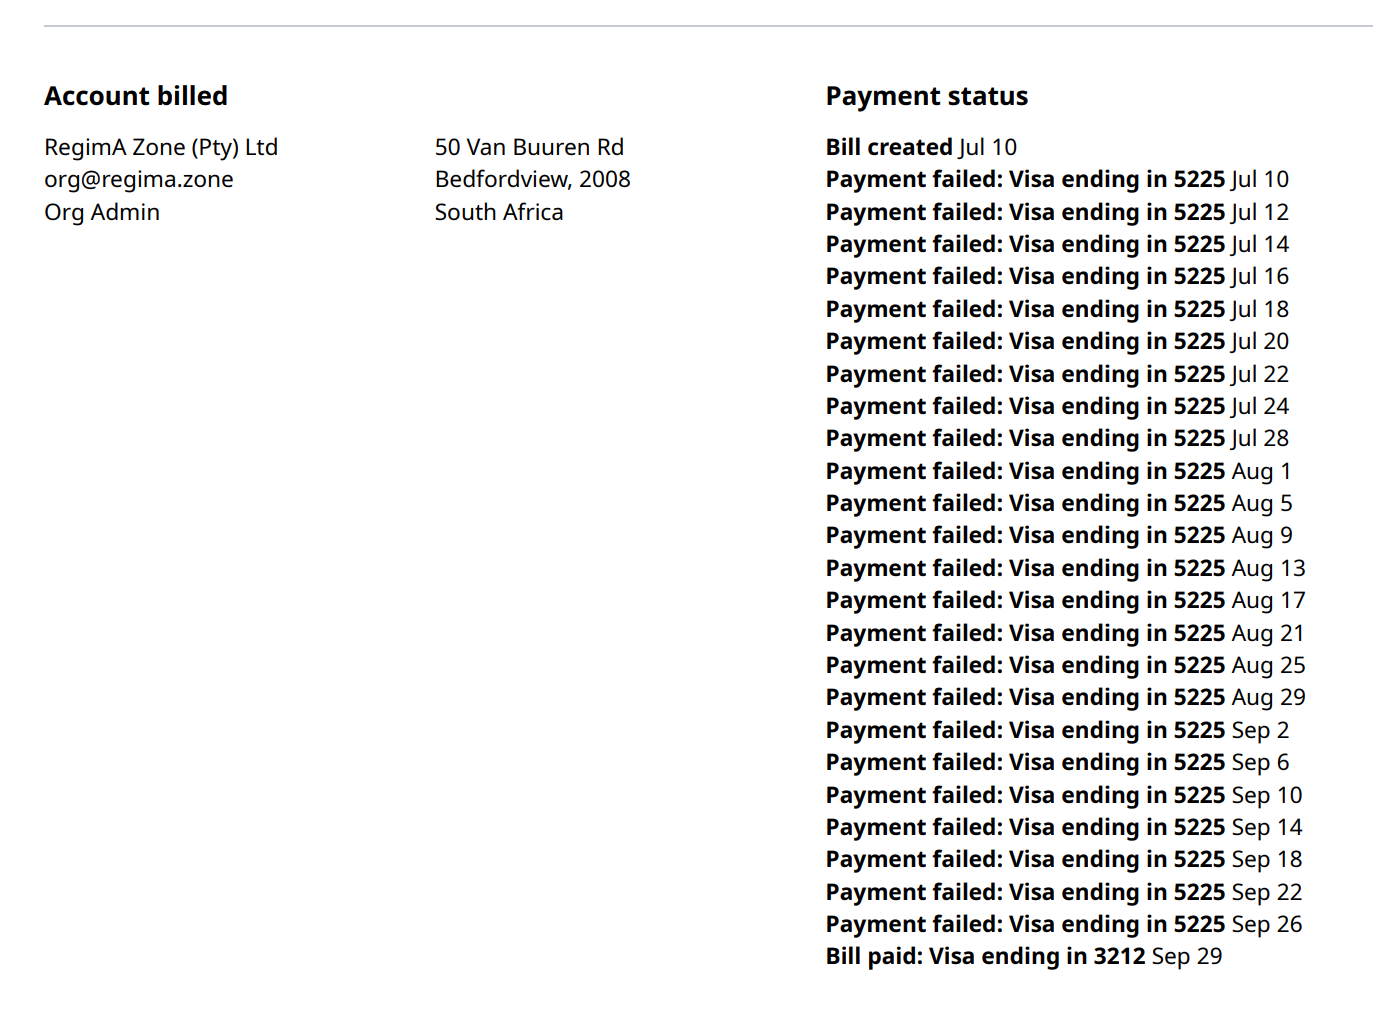 Account billed
RegimA Zone (Pty) Ltd
org@regima.zone
Org Admin
50 Van Buuren Rd
Bedfordview, 2008
South Africa
Payment status
Bill created Jul 10
Payment failed: Visa ending in 5225 Jul 10
Payment failed: Visa ending in 5225 Jul 12
Payment failed: Visa ending in 5225 Jul 14
Payment failed: Visa ending in 5225 Jul 16
Payment failed: Visa ending in 5225 Jul 18
Payment failed: Visa ending in 5225 Jul 20
Payment failed: Visa ending in 5225 Jul 22
Payment failed: Visa ending in 5225 Jul 24
Payment failed: Visa ending in 5225 Jul 28
Payment failed: Visa ending in 5225 Aug 1
Payment failed: Visa ending in 5225 Aug 5
Payment failed: Visa ending in 5225 Aug 9
Payment failed: Visa ending in 5225 Aug 13
Payment failed: Visa ending in 5225 Aug 17
Payment failed: Visa ending in 5225 Aug 21
Payment failed: Visa ending in 5225 Aug 25
Payment failed: Visa ending in 5225 Aug 29
Payment failed: Visa ending in 5225 Sep 2
Payment failed: Visa ending in 5225 Sep 6
Payment failed: Visa ending in 5225 Sep 10
Payment failed: Visa ending in 5225 Sep 14
Payment failed: Visa ending in 5225 Sep 18
Payment failed: Visa ending in 5225 Sep 22
Payment failed: Visa ending in 5225 Sep 26
Bill paid: Visa ending in 3212 Sep 29